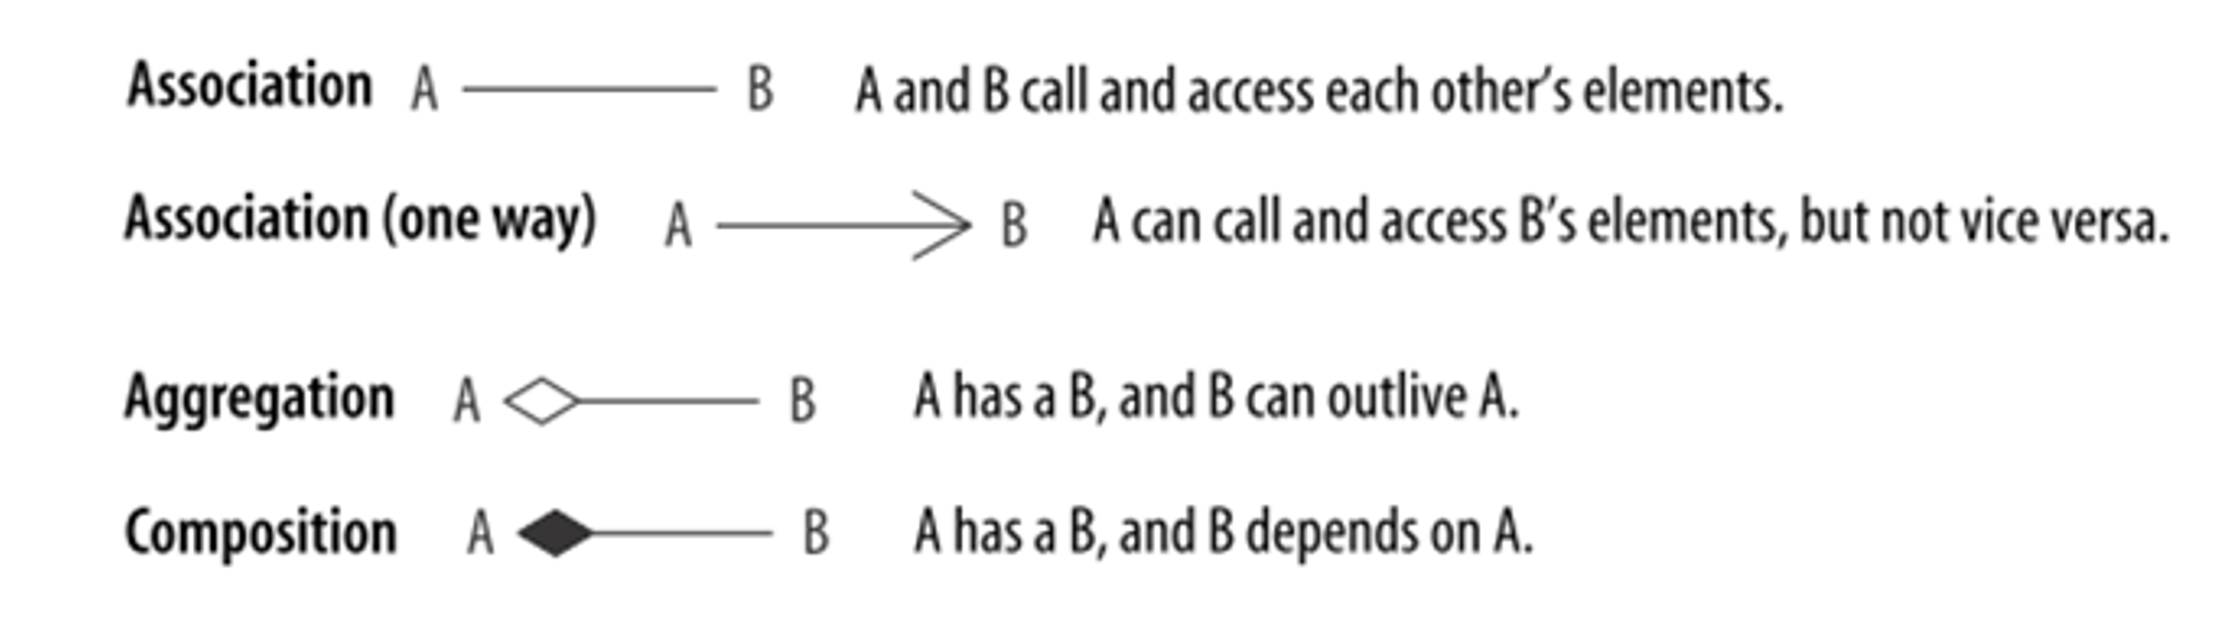 Association A B A and B call and access each other’s elements.
Association (one way) A B A can call and access B’s elements, but not vice versa.
Aggregation A B A has a B, and B can outlive A.
Composition A B A has a B, and B depends on A.